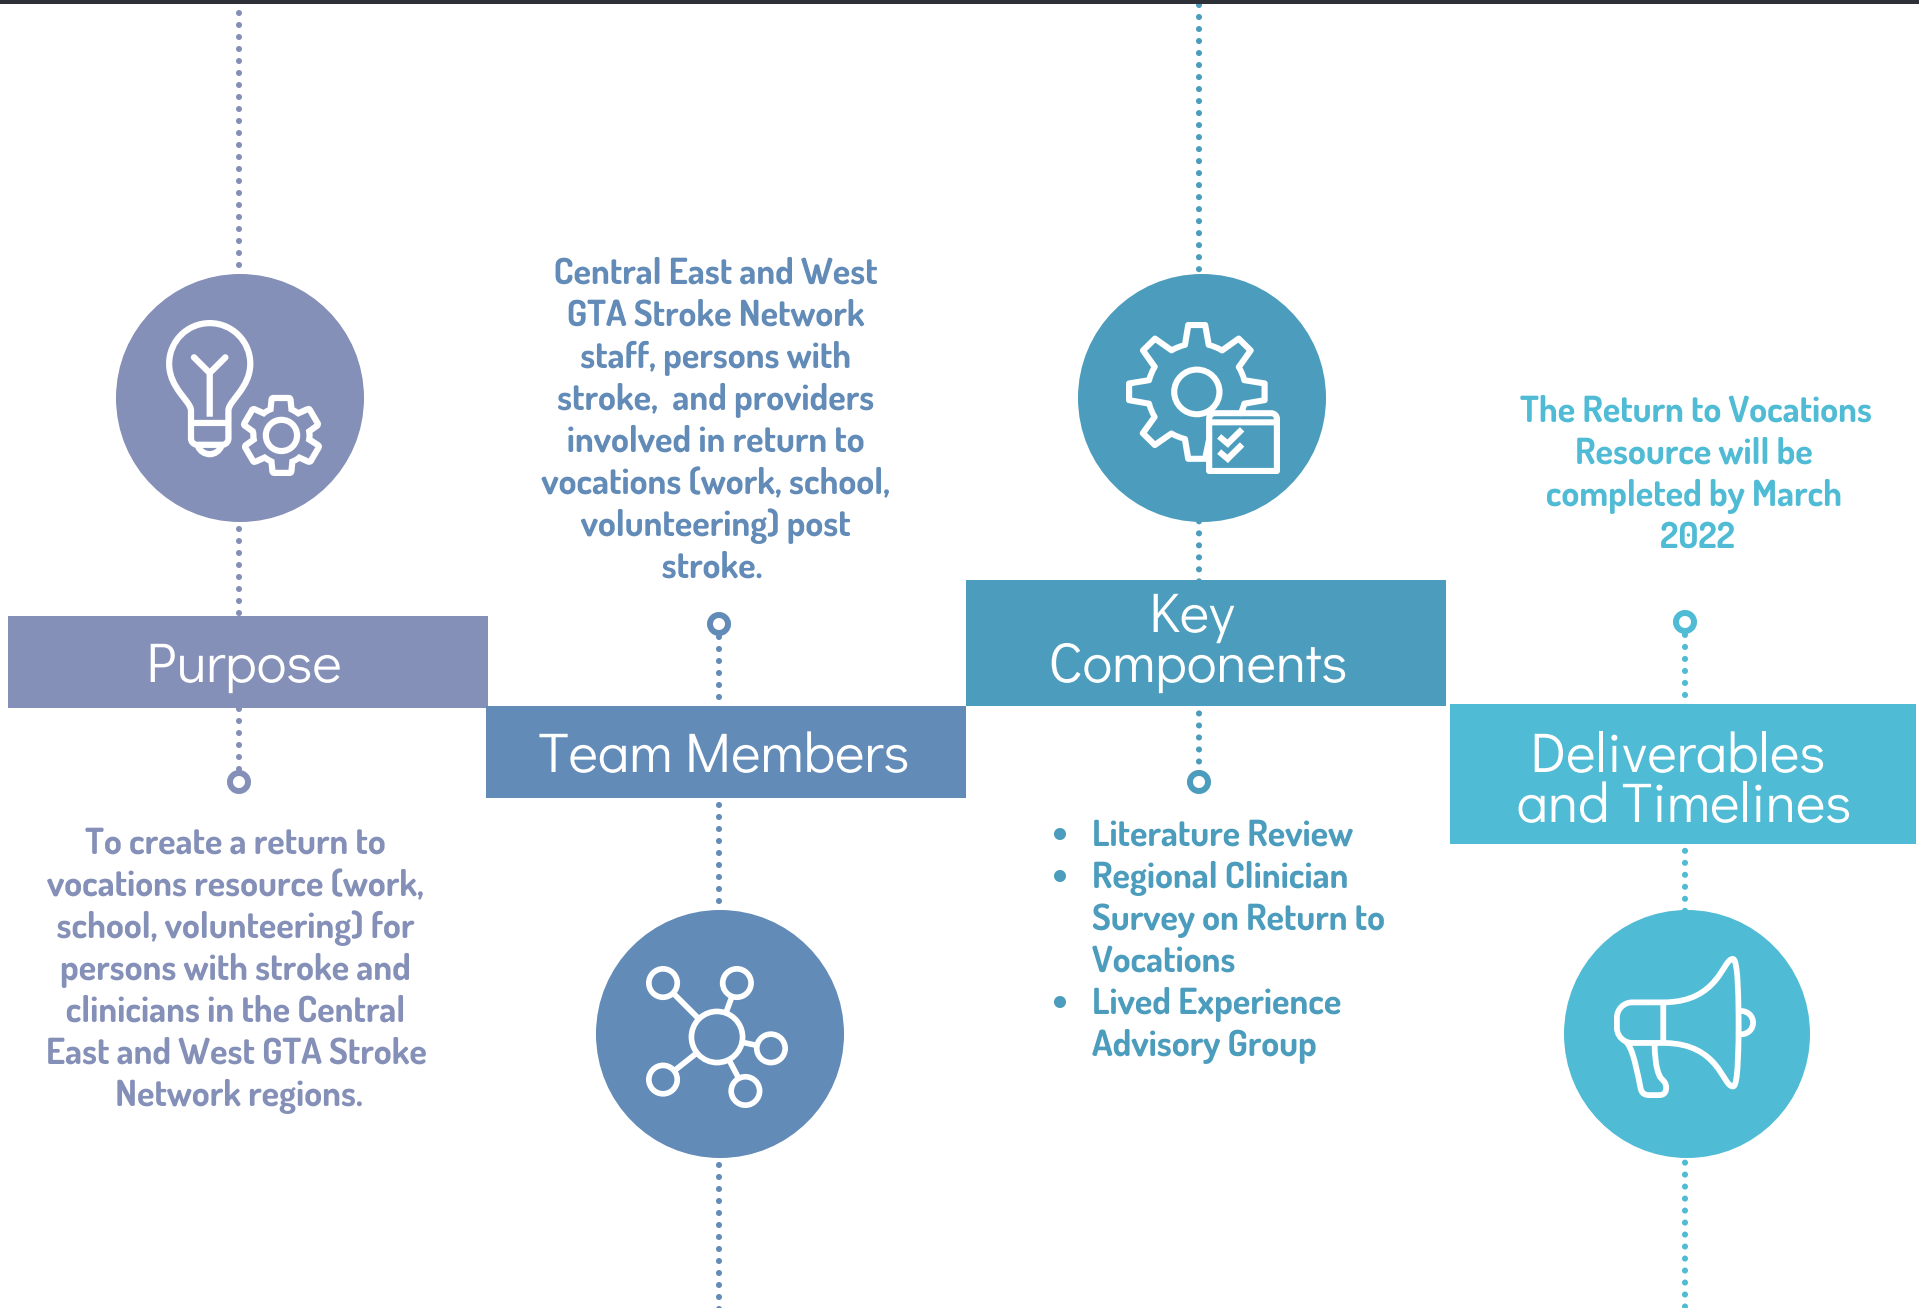 Purpose
To create a return to
vocations resource (work,
school, volunteering) for
persons with stroke and
clinicians in the Central
East and West GTA Stroke
Network regions.
Central East and West
GTA Stroke Network
staff, persons with
stroke,  and providers
involved in return to
vocations (work, school,
volunteering) post
stroke.
Team Members
Key
Components
• Literature Review
• Regional Clinician
Survey on Return to
Vocations
• Lived Experience
Advisory Group
The Return to Vocations
Resource will be
completed by March
2022
Deliverables
and Timelines